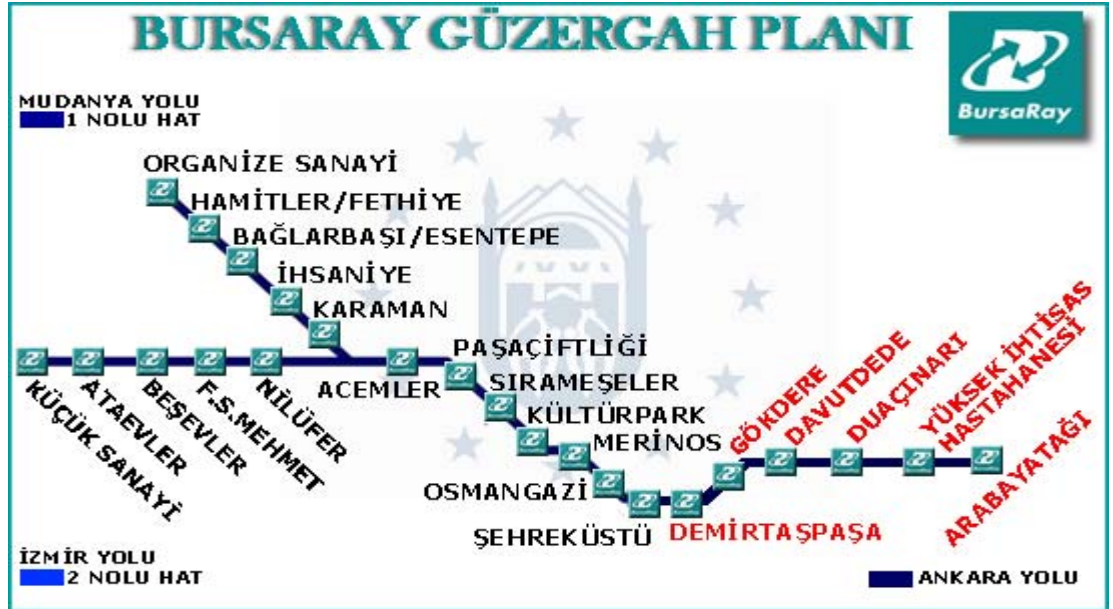 BURSARAY GÜZERGAH PLANI
BursaRay
MUDANYA YOLU
1 NOLU HAT
ORGANİZE SANAYİ
HAMİTLER/FETHİYE
BAĞLARBAŞI/ESENTEPE
İHSANİYE
KARAMAN
KÜÇÜK SANAYİ
ATAEVLER
BEŞEVLER
F.S.MEHMET
NİLÜFER
ACEMLER
PAŞAÇİFTLİĞİ
SIRAMEŞELER
KÜLTÜRPARK
MERİNOS
OSMANGAZİ
ŞEHREKÜSTÜ
DEMİRTAŞPAŞA
GÖKDERE
DAVUTDEDE
DUAÇINARI
YÜKSEK İHTİSAS
HASTAHANESİ
ARABAYATAĞI
İZMİR YOLU
2 NOLU HAT
ANKARA YOLU